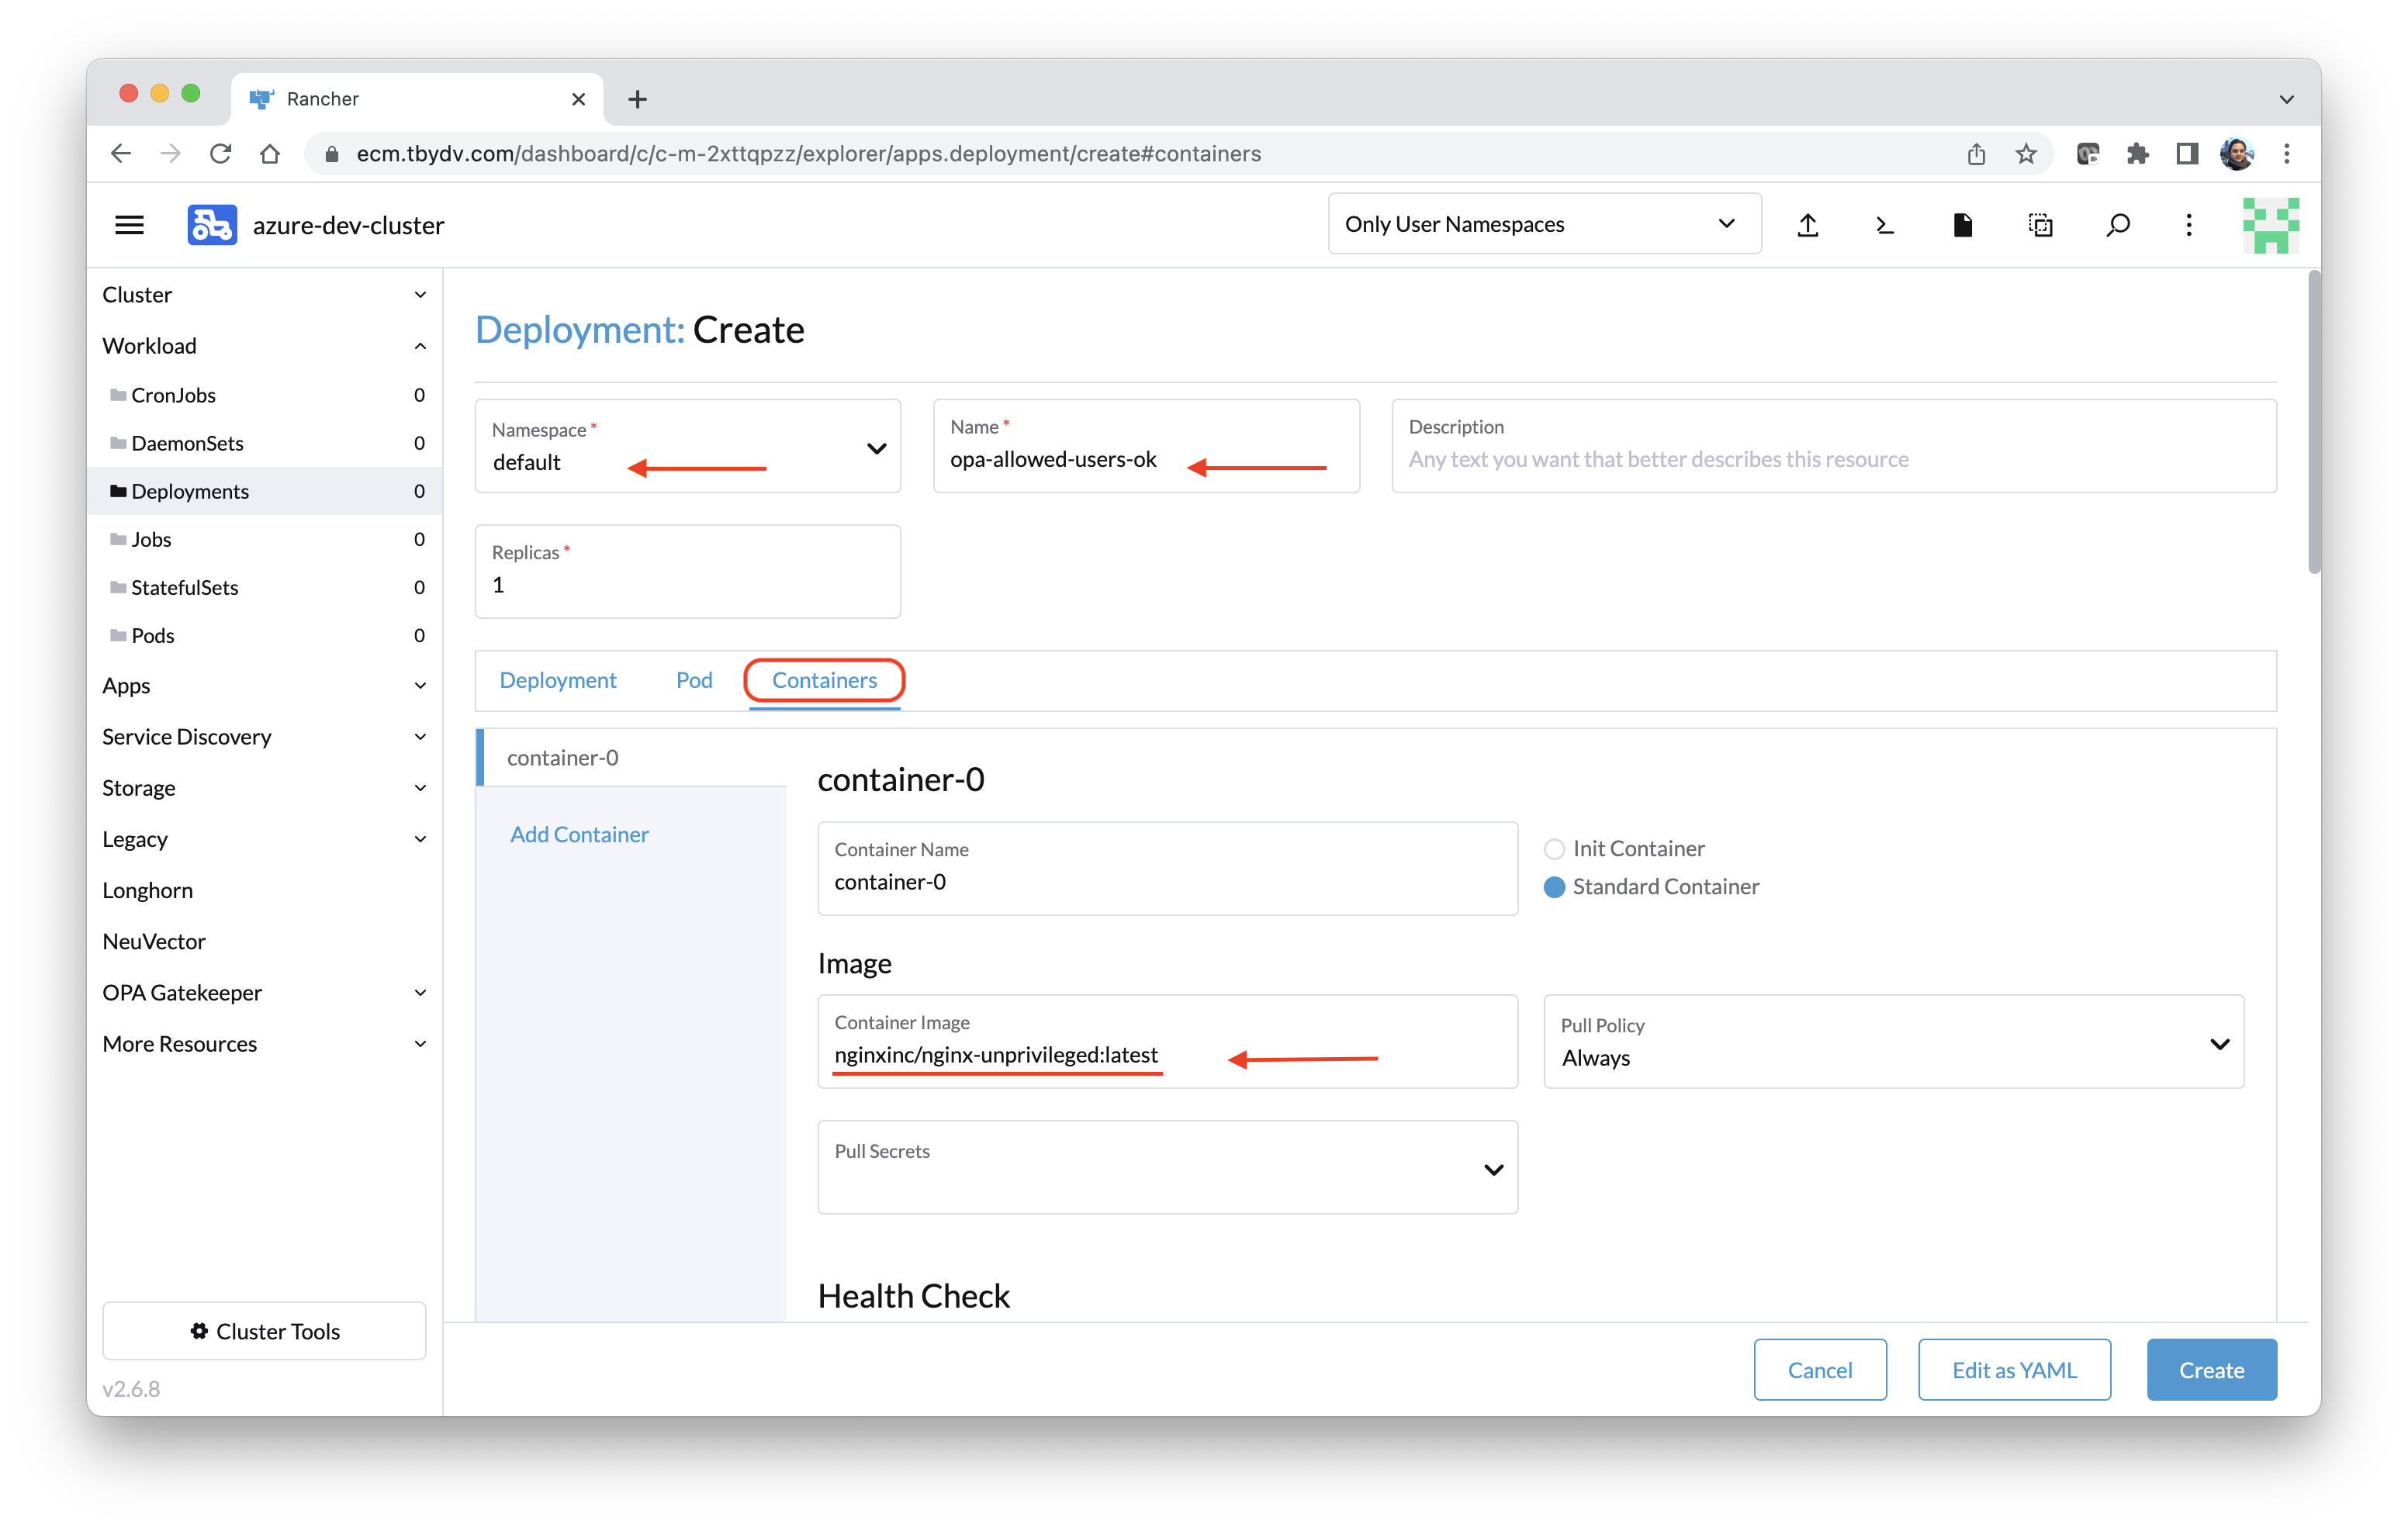 Rancher
ecm.tbydv.com/dashboard/c/c-m-2xttqpzz/explorer/apps.deployment/create#containers
azure-dev-cluster
Only User Namespaces
Cluster
Workload
CronJobs 0
DaemonSets 0
Deployments 0
Jobs 0
StatefulSets 0
Pods 0
Apps
Service Discovery
Storage
Legacy
Longhorn
NeuVector
OPA Gatekeeper
More Resources
Cluster Tools
v2.6.8
Deployment: Create
Namespace *
default
Name *
opa-allowed-users-ok
Description
Any text you want that better describes this resource
Replicas *
1
Deployment Pod Containers
container-0
Add Container
container-0
Container Name
container-0
Init Container
Standard Container
Image
Container Image
nginxinc/nginx-unprivileged:latest
Pull Policy
Always
Pull Secrets
Health Check
Cancel Edit as YAML Create